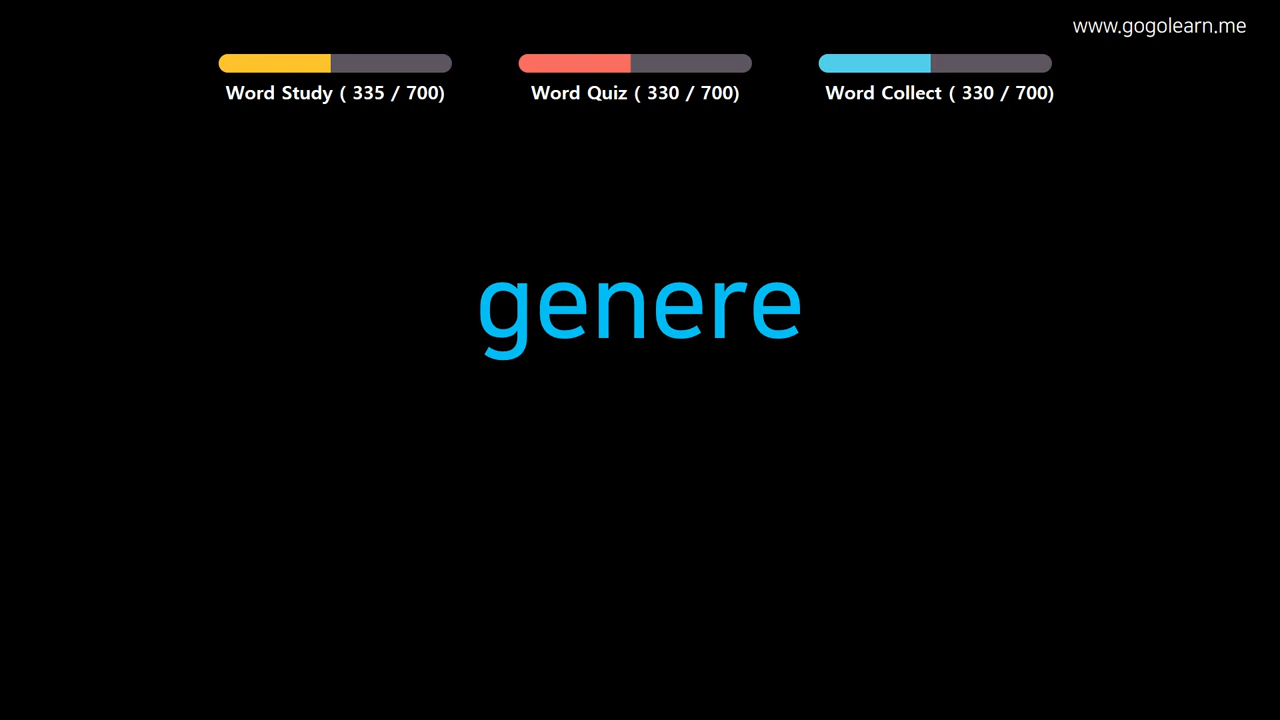 www.gogolearn.me
Word Study ( 335 / 700)
Word Quiz ( 330 / 700)
Word Collect ( 330 / 700)
genere